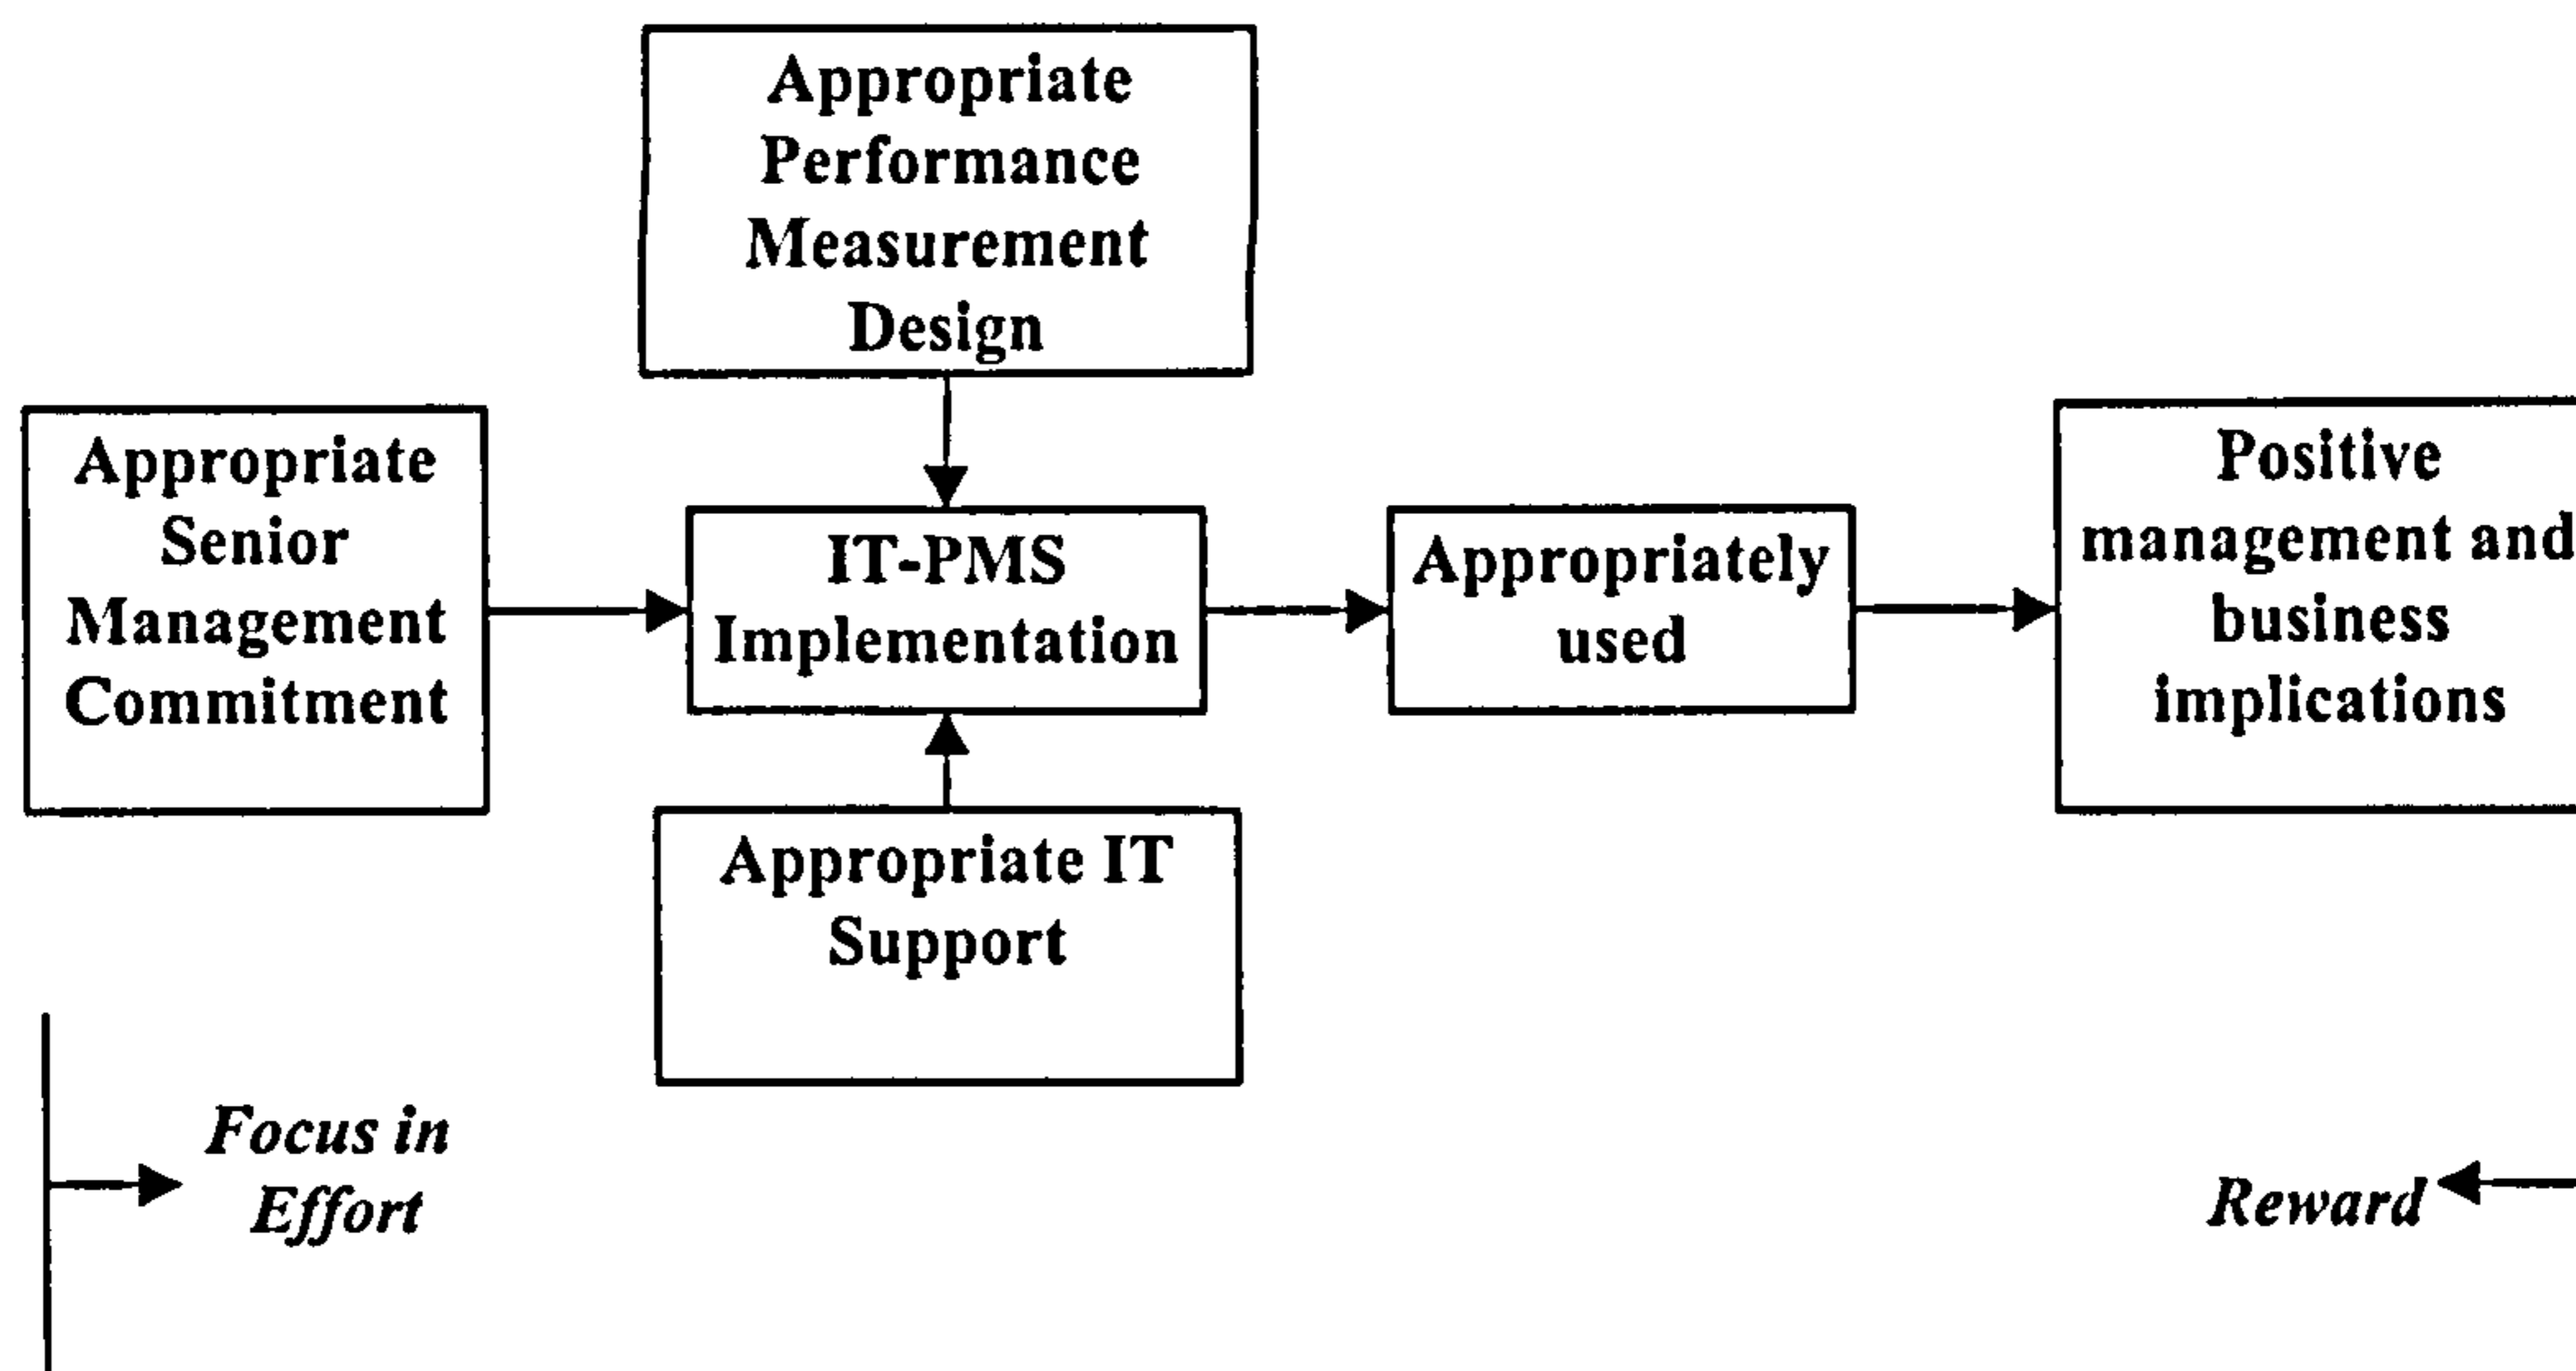 Appropriate
Performance
Measurement
Design
Appropriate
Senior
Management
Commitment
IT-PMS
Implementation
Appropriately
used
Positive
management and
business
implications
Appropriate IT
Support
Focus in
Effort
Reward